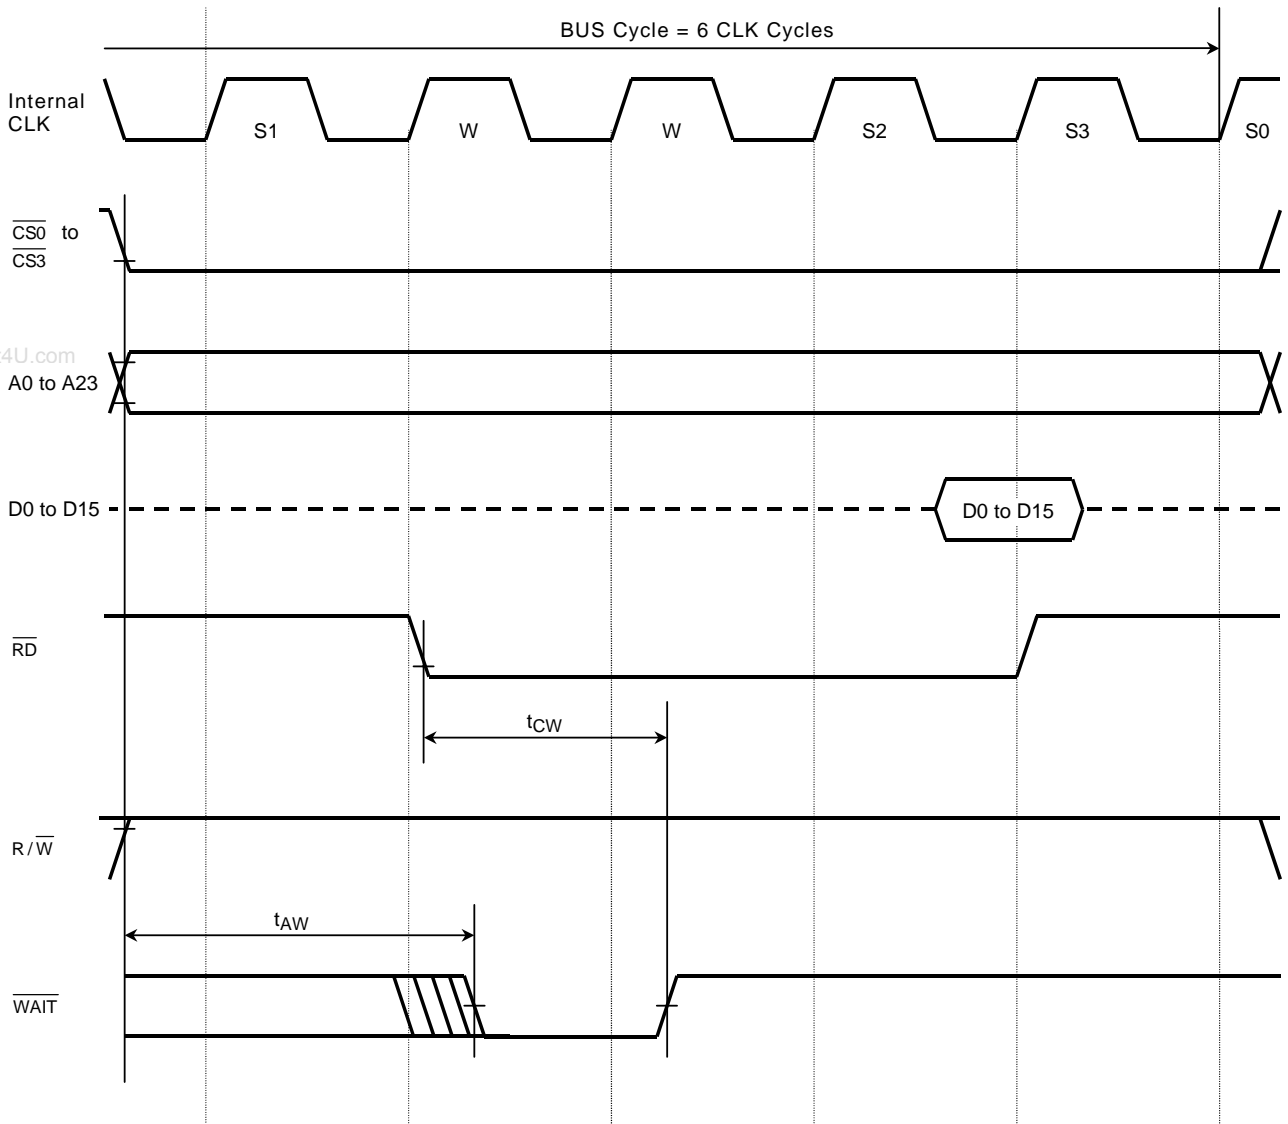 BUS Cycle = 6 CLK Cycles
Internal
CLK
S1
W
W
S2
S3
S0
CS0 to
CS3
t4U.com
A0 to A23
D0 to D15
D0 to D15
RD
tCW
R/W
tAW
WAIT